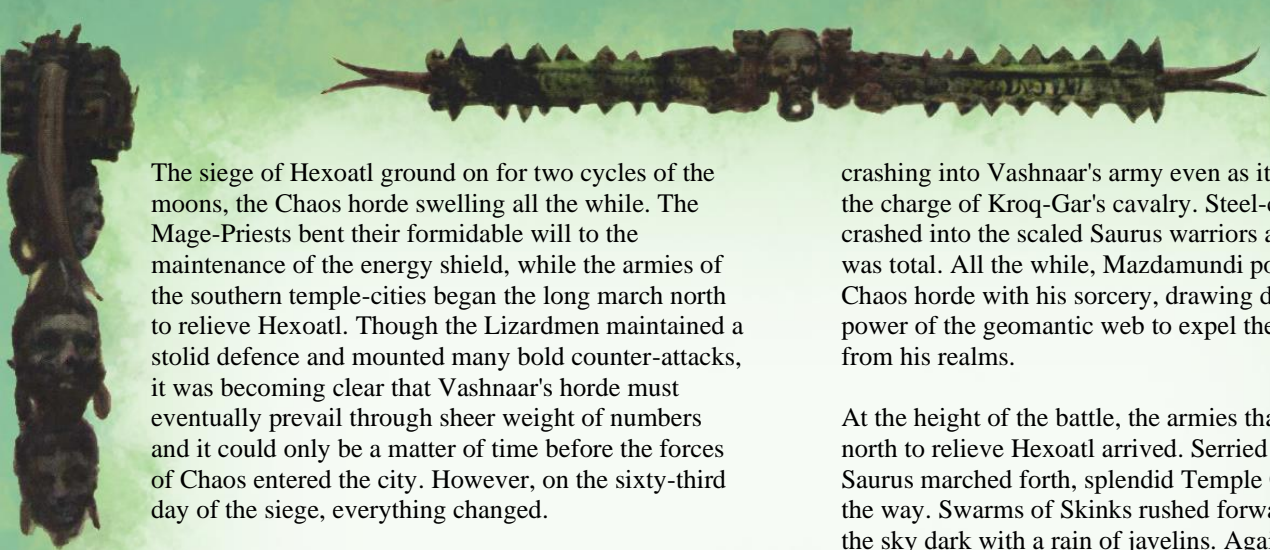 The siege of Hexoatl ground on for two cycles of the
moons, the Chaos horde swelling all the while. The
Mage-Priests bent their formidable will to the
maintenance of the energy shield, while the armies of
the southern temple-cities began the long march north
to relieve Hexoatl. Though the Lizardmen maintained a
stolid defence and mounted many bold counter-attacks,
it was becoming clear that Vashnaar's horde must
eventually prevail through sheer weight of numbers
and it could only be a matter of time before the forces
of Chaos entered the city. However, on the sixty-third
day of the siege, everything changed.
crashing into Vashnaar's army even as it
the charge of Kroq-Gar's cavalry.
crashed into the scaled Saurus warriors
was total. All the while, Mazdamundi
Chaos horde with his sorcery, drawing
power of the geomantic web to expel the
from his realms.
At the height of the battle, the armies
north to relieve Hexoatl arrived. Serried
Saurus marched forth, splendid Temple
the way. Swarms of Skinks rushed
the sky dark with a rain of javelins.